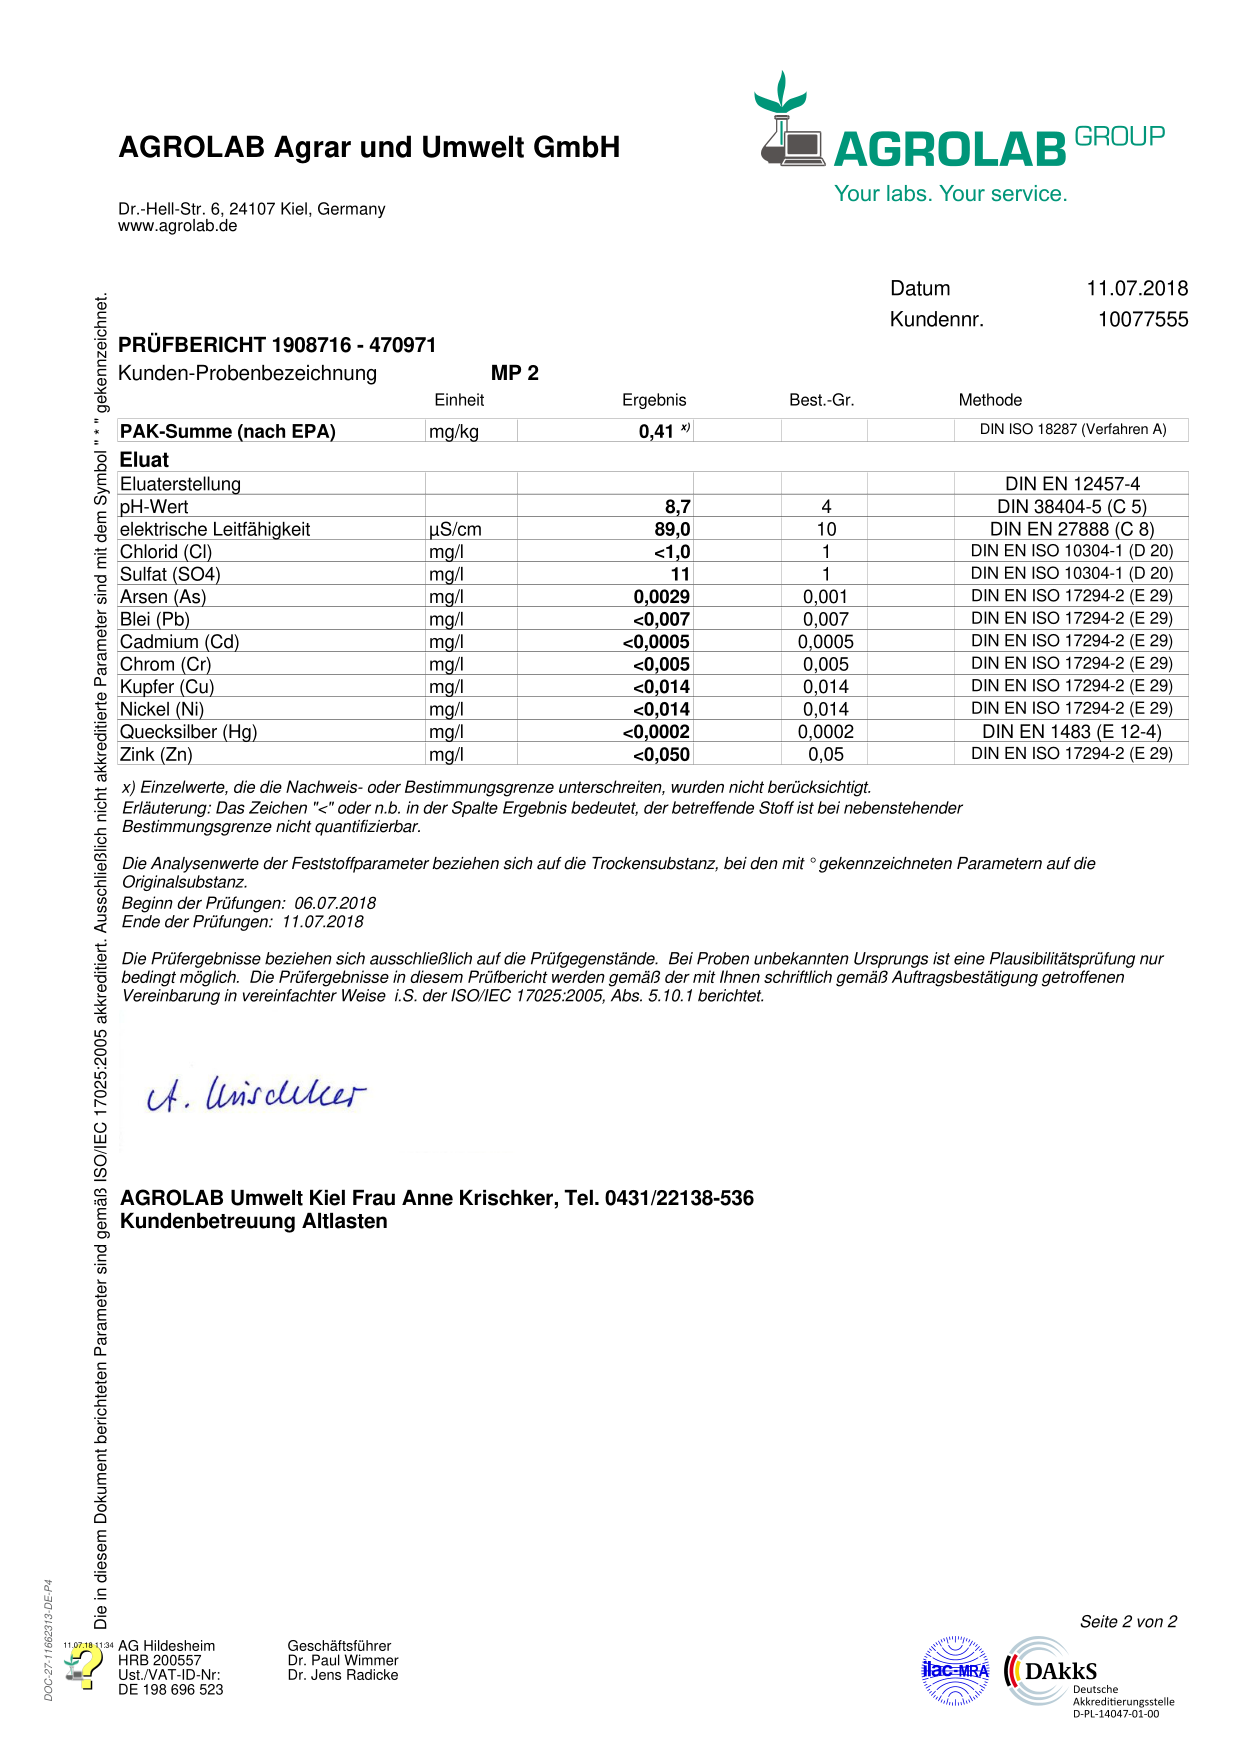 AGROLAB Agrar und Umwelt GmbH
AGROLAB GROUP
Your labs. Your service.
Dr.-Hell-Str. 6, 24107 Kiel, Germany
www.agrolab.de
Datum 11.07.2018
Kundennr. 10077555
PRÜFBERICHT 1908716 - 470971
Kunden-Probenbezeichnung MP 2
Einheit Ergebnis Best.-Gr. Methode
PAK-Summe (nach EPA) mg/kg 0,41 x) DIN ISO 18287 (Verfahren A)
Eluat
Eluaterstellung DIN EN 12457-4
pH-Wert 8,7 4 DIN 38404-5 (C 5)
elektrische Leitfähigkeit µS/cm 89,0 10 DIN EN 27888 (C 8)
Chlorid (Cl) mg/l <1,0 1 DIN EN ISO 10304-1 (D 20)
Sulfat (SO4) mg/l 11 1 DIN EN ISO 10304-1 (D 20)
Arsen (As) mg/l 0,0029 0,001 DIN EN ISO 17294-2 (E 29)
Blei (Pb) mg/l <0,007 0,007 DIN EN ISO 17294-2 (E 29)
Cadmium (Cd) mg/l <0,0005 0,0005 DIN EN ISO 17294-2 (E 29)
Chrom (Cr) mg/l <0,005 0,005 DIN EN ISO 17294-2 (E 29)
Kupfer (Cu) mg/l <0,014 0,014 DIN EN ISO 17294-2 (E 29)
Nickel (Ni) mg/l <0,014 0,014 DIN EN ISO 17294-2 (E 29)
Quecksilber (Hg) mg/l <0,0002 0,0002 DIN EN 1483 (E 12-4)
Zink (Zn) mg/l <0,050 0,05 DIN EN ISO 17294-2 (E 29)
x) Einzelwerte, die die Nachweis- oder Bestimmungsgrenze unterschreiten, wurden nicht berücksichtigt.
Erläuterung: Das Zeichen "<" oder n.b. in der Spalte Ergebnis bedeutet, der betreffende Stoff ist bei nebenstehender
Bestimmungsgrenze nicht quantifizierbar.
Die Analysenwerte der Feststoffparameter beziehen sich auf die Trockensubstanz, bei den mit ° gekennzeichneten Parametern auf die
Originalsubstanz.
Beginn der Prüfungen: 06.07.2018
Ende der Prüfungen: 11.07.2018
Die Prüfergebnisse beziehen sich ausschließlich auf die Prüfgegenstände. Bei Proben unbekannten Ursprungs ist eine Plausibilitätsprüfung nur
bedingt möglich. Die Prüfergebnisse in diesem Prüfbericht werden gemäß der mit Ihnen schriftlich gemäß Auftragsbestätigung getroffenen
Vereinbarung in vereinfachter Weise i.S. der ISO/IEC 17025:2005, Abs. 5.10.1 berichtet.
A. Krischker
AGROLAB Umwelt Kiel Frau Anne Krischker, Tel. 0431/22138-536
Kundenbetreuung Altlasten
Die in diesem Dokument berichteten Parameter sind gemäß ISO/IEC 17025:2005 akkreditiert. Ausschließlich nicht akkreditierte Parameter sind mit dem Symbol " * " gekennzeichnet.
DOC-27-11662313-DE-P4
Seite 2 von 2
11.07.18 11:34
AG Hildesheim
HRB 200557
Ust./VAT-ID-Nr:
DE 198 696 523
Geschäftsführer
Dr. Paul Wimmer
Dr. Jens Radicke
ilac-MRA
DAkkS
Deutsche
Akkreditierungsstelle
D-PL-14047-01-00